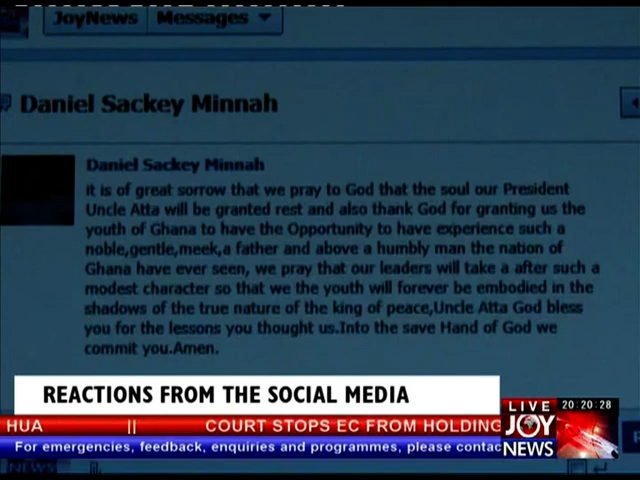 JoyNews Messages
Daniel Sackey Minnah
Daniel Sackey Minnah
it is of great sorrow that we pray to God that the soul our President
Uncle Atta will be granted rest and also thank God for granting us the
youth of Ghana to have the Opportunity to have experience such a
noble,gentle,meek,a father and above a humbly man the nation of
Ghana have ever seen, we pray that our leaders will take a after such a
modest character so that we the youth will forever be embodied in the
shadows of the true nature of the king of peace,Uncle Atta God bless
you for the lessons you thought us.Into the save Hand of God we
commit you.Amen.
REACTIONS FROM THE SOCIAL MEDIA
LIVE 20:20:28
HUA || COURT STOPS EC FROM HOLDING
JOY
NEWS
For emergencies, feedback, enquiries and programmes, please contac
NEWS